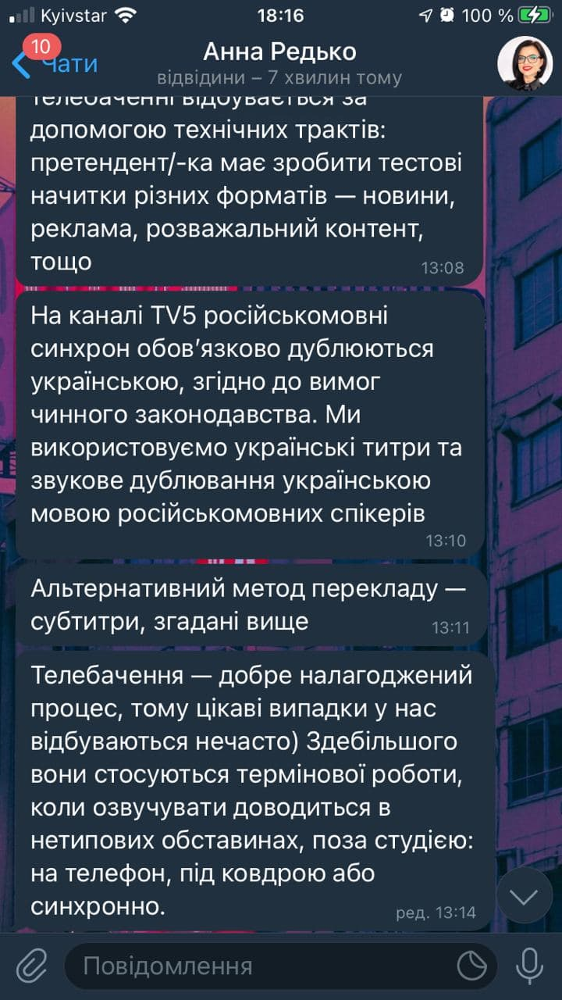 Kyivstar 18:16 100 %
10
Чати
Анна Редько
відвідини – 7 хвилин тому
телебаченні відбувається за
допомогою технічних трактів:
претендент/-ка має зробити тестові
начитки різних форматів — новини,
реклама, розважальний контент,
тощо
13:08
На каналі TV5 російськомовні
синхрон обов’язково дублюються
українською, згідно до вимог
чинного законодавства. Ми
використовуємо українські титри та
звукове дублювання українською
мовою російськомовних спікерів
13:10
Альтернативний метод перекладу —
субтитри, згадані вище
13:11
Телебачення — добре налагоджений
процес, тому цікаві випадки у нас
відбуваються нечасто) Здебільшого
вони стосуються термінової роботи,
коли озвучувати доводиться в
нетипових обставинах, поза студією:
на телефон, під ковдрою або
синхронно.
ред. 13:14
Повідомлення